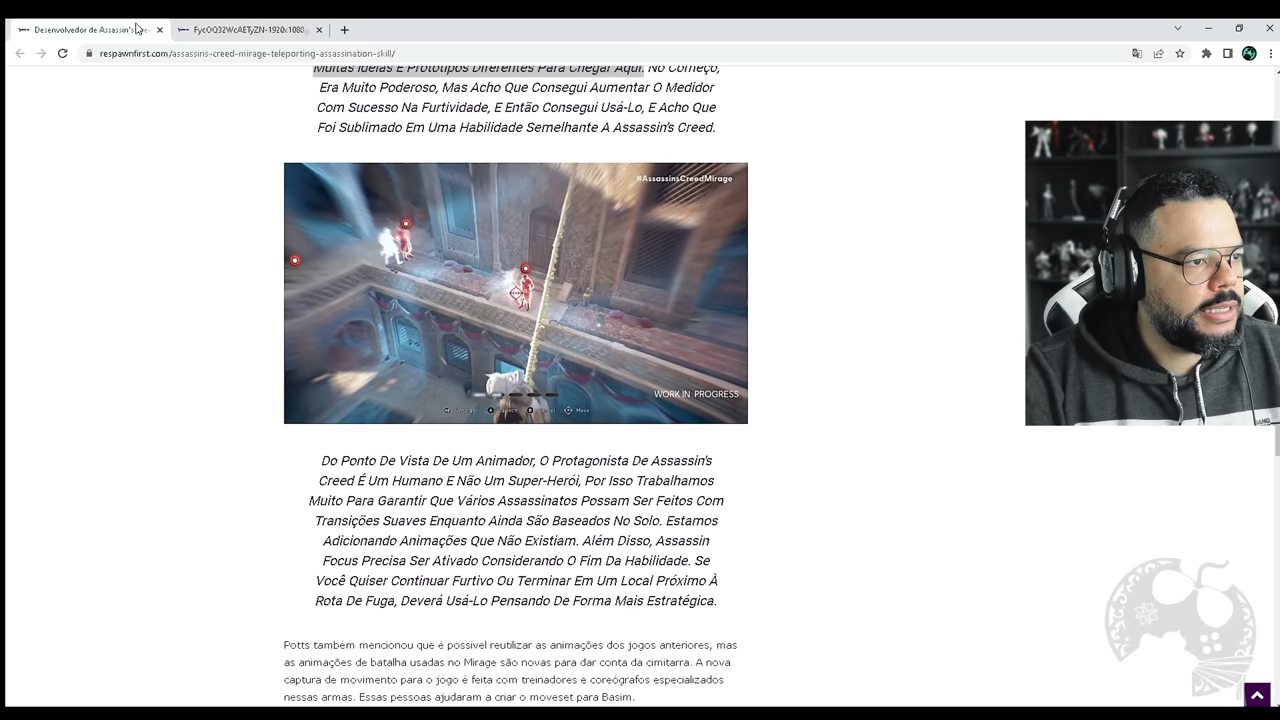 Desenvolvedor de Assassin's
FycOQ32WcAETyZN-1920x1080
respawnfirst.com/assassins-creed-mirage-teleporting-assassination-skill/
Muitas Ideias E Protótipos Diferentes Para Chegar Aqui. No Começo,
Era Muito Poderoso, Mas Acho Que Consegui Aumentar O Medidor
Com Sucesso Na Furtividade, E Então Consegui Usá-Lo, E Acho Que
Foi Sublimado Em Uma Habilidade Semelhante A Assassin's Creed.
#AssassinsCreedMirage
WORK IN PROGRESS
Launch
Cancel
Move
Do Ponto De Vista De Um Animador, O Protagonista De Assassin's
Creed É Um Humano E Não Um Super-Herói, Por Isso Trabalhamos
Muito Para Garantir Que Vários Assassinatos Possam Ser Feitos Com
Transições Suaves Enquanto Ainda São Baseados No Solo. Estamos
Adicionando Animações Que Não Existiam. Além Disso, Assassin
Focus Precisa Ser Ativado Considerando O Fim Da Habilidade. Se
Você Quiser Continuar Furtivo Ou Terminar Em Um Local Próximo À
Rota De Fuga, Deverá Usá-Lo Pensando De Forma Mais Estratégica.
Potts também mencionou que é possível reutilizar as animações dos jogos anteriores, mas
as animações de batalha usadas no Mirage são novas para dar conta da cimitarra. A nova
captura de movimento para o jogo é feita com treinadores e coreógrafos especializados
nessas armas. Essas pessoas ajudaram a criar o moveset para Basim.